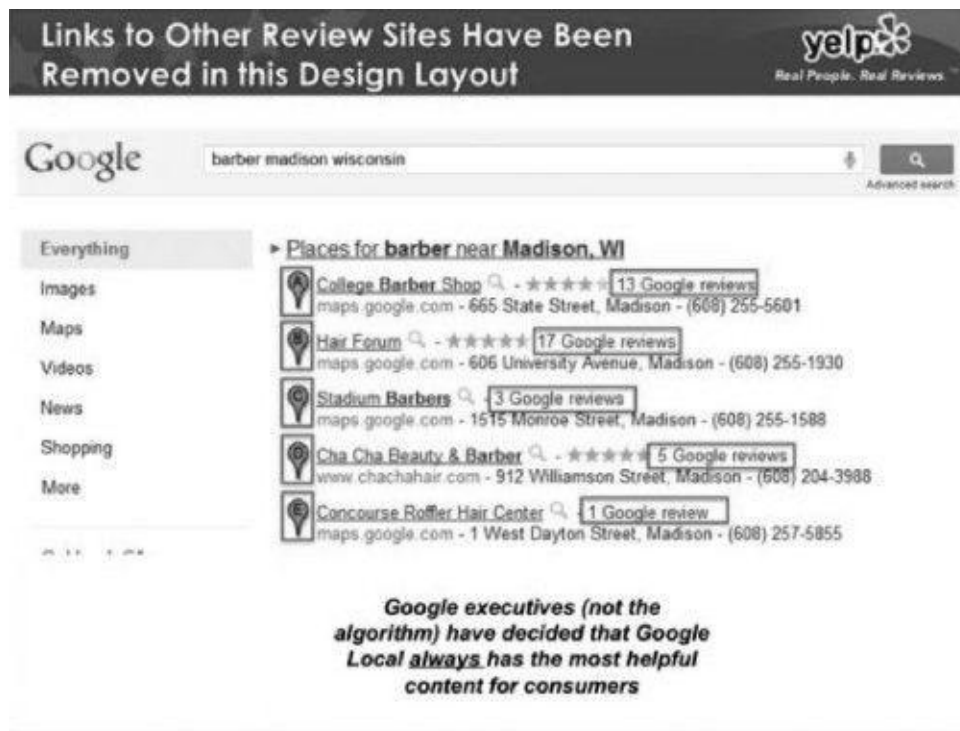 Links to Other Review Sites Have Been
Removed in this Design Layout
yelp
Real People. Real Reviews.™
Google
barber madison wisconsin
Advanced search
Everything
Images
Maps
Videos
News
Shopping
More
Places for barber near Madison, WI
A College Barber Shop - 13 Google reviews
maps.google.com - 665 State Street, Madison - (608) 255-5601
B Hair Forum - 17 Google reviews
maps.google.com - 606 University Avenue, Madison - (608) 255-1930
C Stadium Barbers - 3 Google reviews
maps.google.com - 1515 Monroe Street, Madison - (608) 255-1588
D Cha Cha Beauty & Barber - 5 Google reviews
www.chachahair.com - 912 Williamson Street, Madison - (608) 204-3988
E Concourse Roffler Hair Center - 1 Google review
maps.google.com - 1 West Dayton Street, Madison - (608) 257-5855
Google executives (not the
algorithm) have decided that Google
Local always has the most helpful
content for consumers